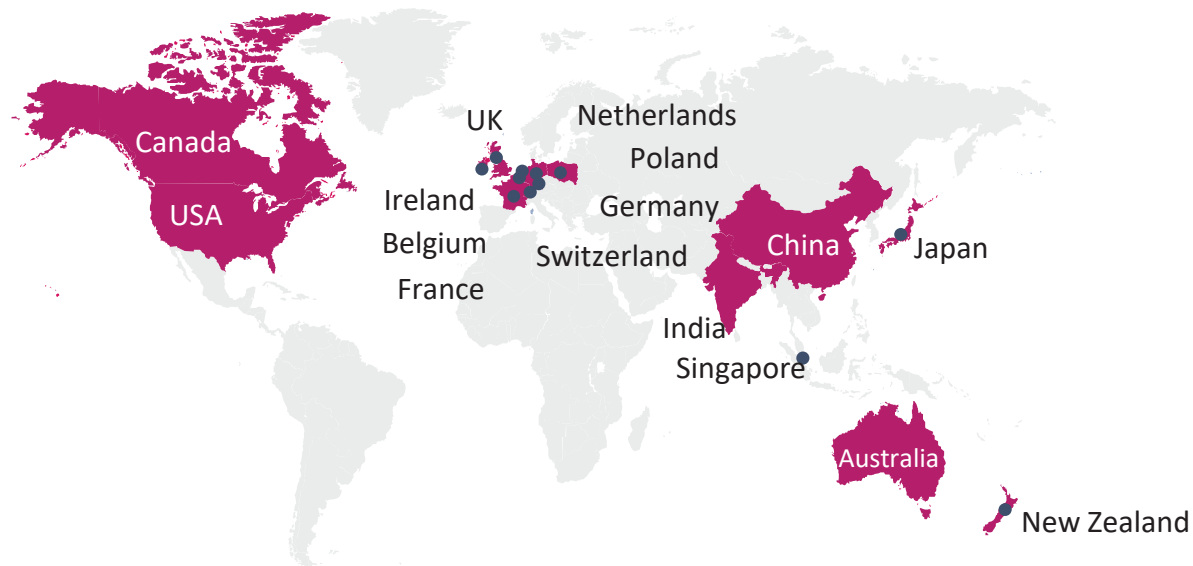 Canada
USA
UK
Ireland
Belgium
France
Netherlands
Poland
Germany
Switzerland
China
Japan
India
Singapore
Australia
New Zealand